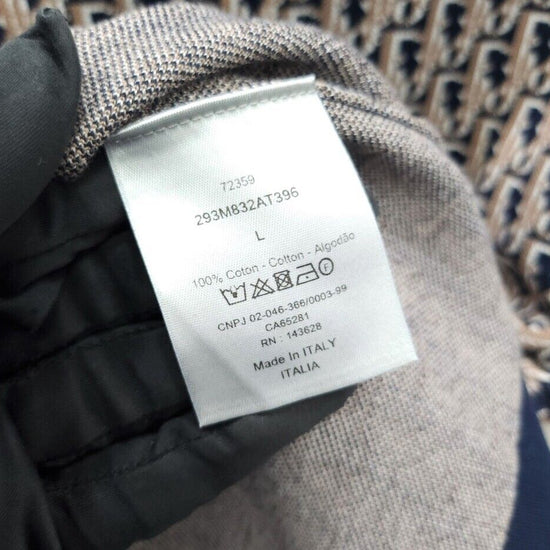 72359
293M832AT396
L
100% Coton - Cotton - Algodão
F
CNPJ 02-046-366/0003-99
CA65281
RN : 143628
Made In ITALY
ITALIA